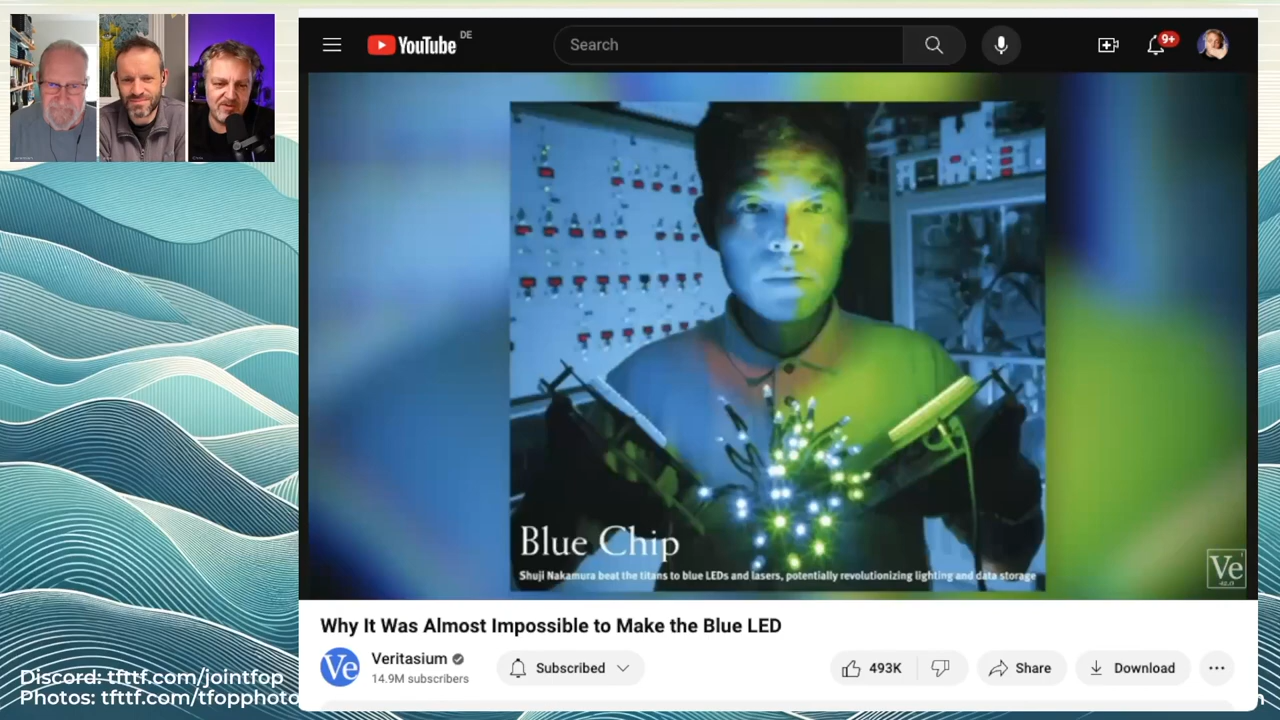 YouTube DE
Search
9+
Blue Chip
Shuji Nakamura beat the titans to blue LEDs and lasers, potentially revolutionizing lighting and data storage
Ve
Why It Was Almost Impossible to Make the Blue LED
Ve
Veritasium
14.9M subscribers
Subscribed
493K
Share
Download
Discord: tfttf.com/jointfop
Photos: tfttf.com/tfopphoto